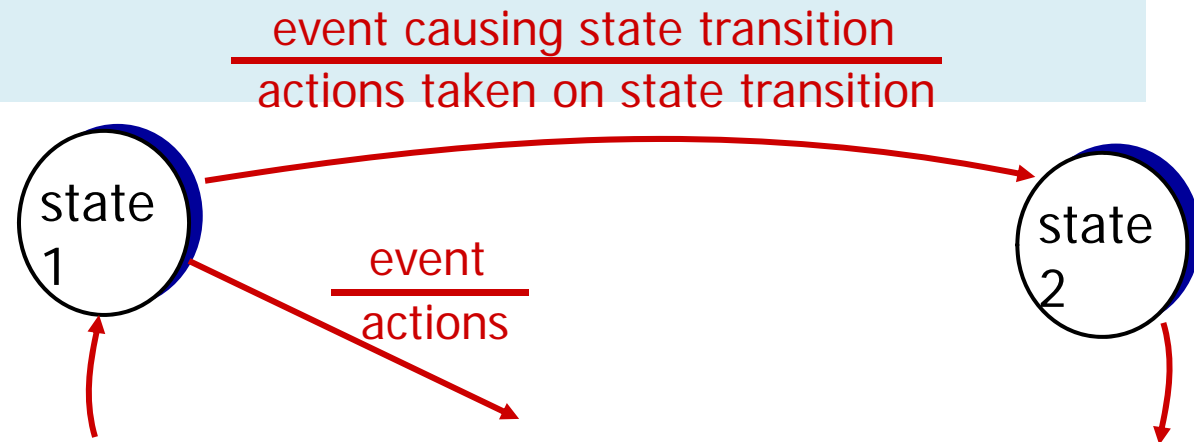 event causing state transition
actions taken on state transition
state
1
event
actions
state
2